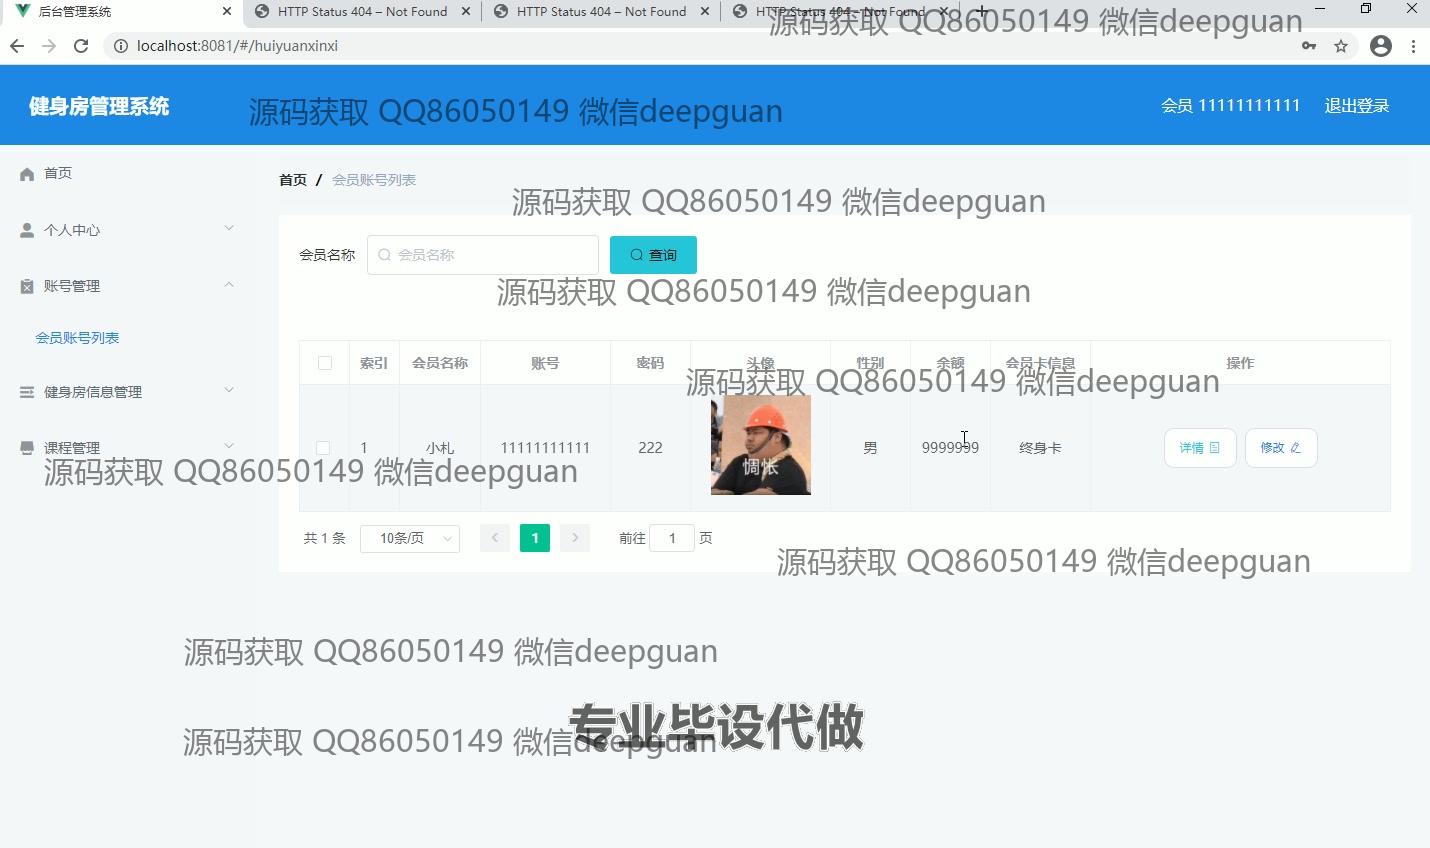 后台管理系统
HTTP Status 404 – Not Found
HTTP Status 404 – Not Found
HTTP Status 404 – Not Found
源码获取 QQ86050149 微信deepguan
localhost:8081/#/huiyuanxinxi
健身房管理系统
源码获取 QQ86050149 微信deepguan
会员 11111111111
退出登录
首页
个人中心
账号管理
会员账号列表
健身房信息管理
课程管理
首页 / 会员账号列表
源码获取 QQ86050149 微信deepguan
会员名称
会员名称
查询
源码获取 QQ86050149 微信deepguan
索引 会员名称 账号 密码 头像 性别 余额 会员卡信息 操作
源码获取 QQ86050149 微信deepguan
1 小札 11111111111 222 男 9999999 终身卡 详情 修改
惆怅
源码获取 QQ86050149 微信deepguan
共 1 条 10条/页 1 前往 1 页
源码获取 QQ86050149 微信deepguan
源码获取 QQ86050149 微信deepguan
专业毕设代做
源码获取 QQ86050149 微信deepguan